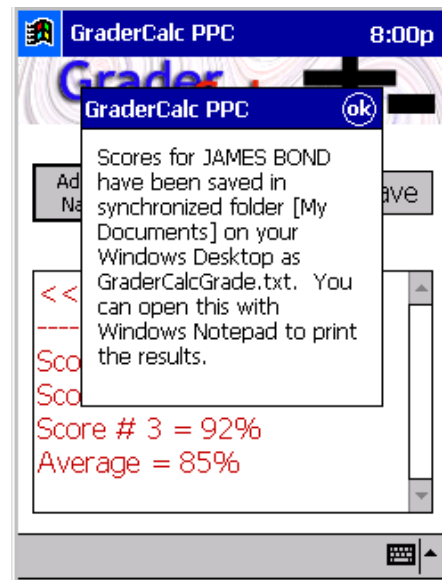 GraderCalc PPC 8:00p
Grader
GraderCalc PPC ok
Scores for JAMES BOND
have been saved in
synchronized folder [My
Documents] on your
Windows Desktop as
GraderCalcGrade.txt. You
can open this with
Windows Notepad to print
the results.
<<
----
Score # 3 = 92%
Average = 85%